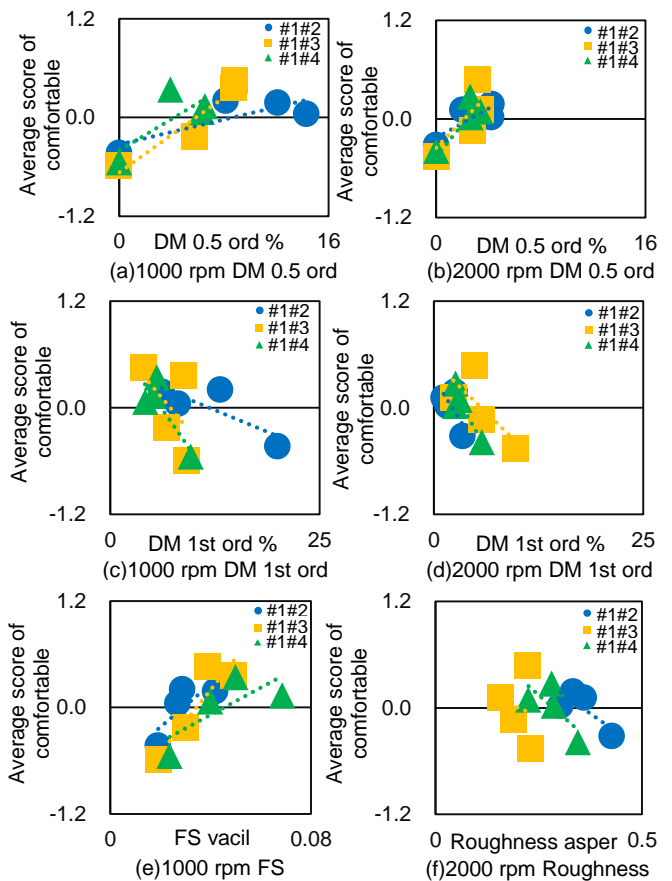 Average score of comfortable
1.2
0.0
-1.2
#1#2
#1#3
#1#4
0
16
DM 0.5 ord %
(a)1000 rpm DM 0.5 ord
Average score of comfortable
1.2
0.0
-1.2
#1#2
#1#3
#1#4
0
16
DM 0.5 ord %
(b)2000 rpm DM 0.5 ord
Average score of comfortable
1.2
0.0
-1.2
#1#2
#1#3
#1#4
0
25
DM 1st ord %
(c)1000 rpm DM 1st ord
Average score of comfortable
1.2
0.0
-1.2
#1#2
#1#3
#1#4
0
25
DM 1st ord %
(d)2000 rpm DM 1st ord
Average score of comfortable
1.2
0.0
-1.2
#1#2
#1#3
#1#4
0
0.08
FS vacil
(e)1000 rpm FS
Average score of comfortable
1.2
0.0
-1.2
#1#2
#1#3
#1#4
0
0.5
Roughness asper
(f)2000 rpm Roughness